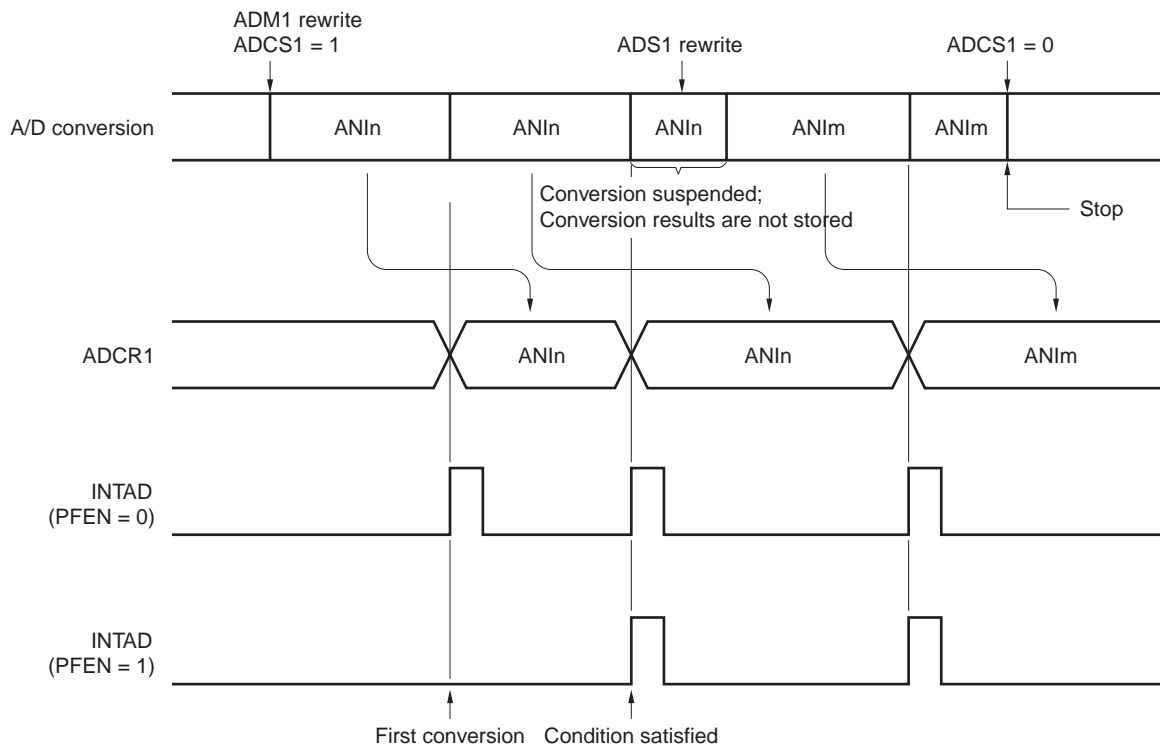 ADM1 rewrite
ADCS1 = 1
ADS1 rewrite
ADCS1 = 0
A/D conversion
ANIn
ANIn
ANIn
ANIm
ANIm
Conversion suspended;
Conversion results are not stored
Stop
ADCR1
ANIn
ANIn
ANIm
INTAD
(PFEN = 0)
INTAD
(PFEN = 1)
First conversion
Condition satisfied